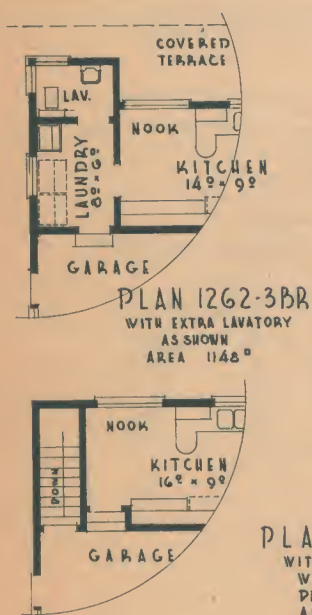 COVERED
TERRACE
LAV.
NOOK
KITCHEN
14⁰ × 9⁰
LAUNDRY
8⁰ × 6⁰
GARAGE
PLAN 1262-3BR
WITH EXTRA LAVATORY
AS SHOWN
AREA 1148□
NOOK
KITCHEN
16⁰ × 9⁰
DOWN
GARAGE
PLA
WIT
W